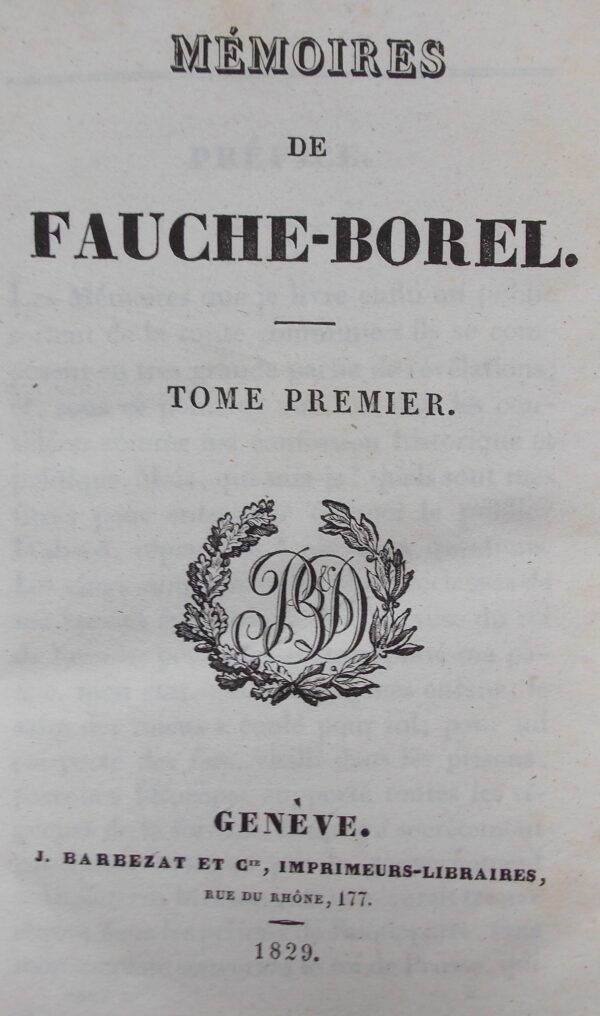 MÉMOIRES
DE
FAUCHE-BOREL.
TOME PREMIER.
GENÈVE.
J. BARBEZAT ET Cie, IMPRIMEURS-LIBRAIRES,
RUE DU RHÔNE, 177.
1829.